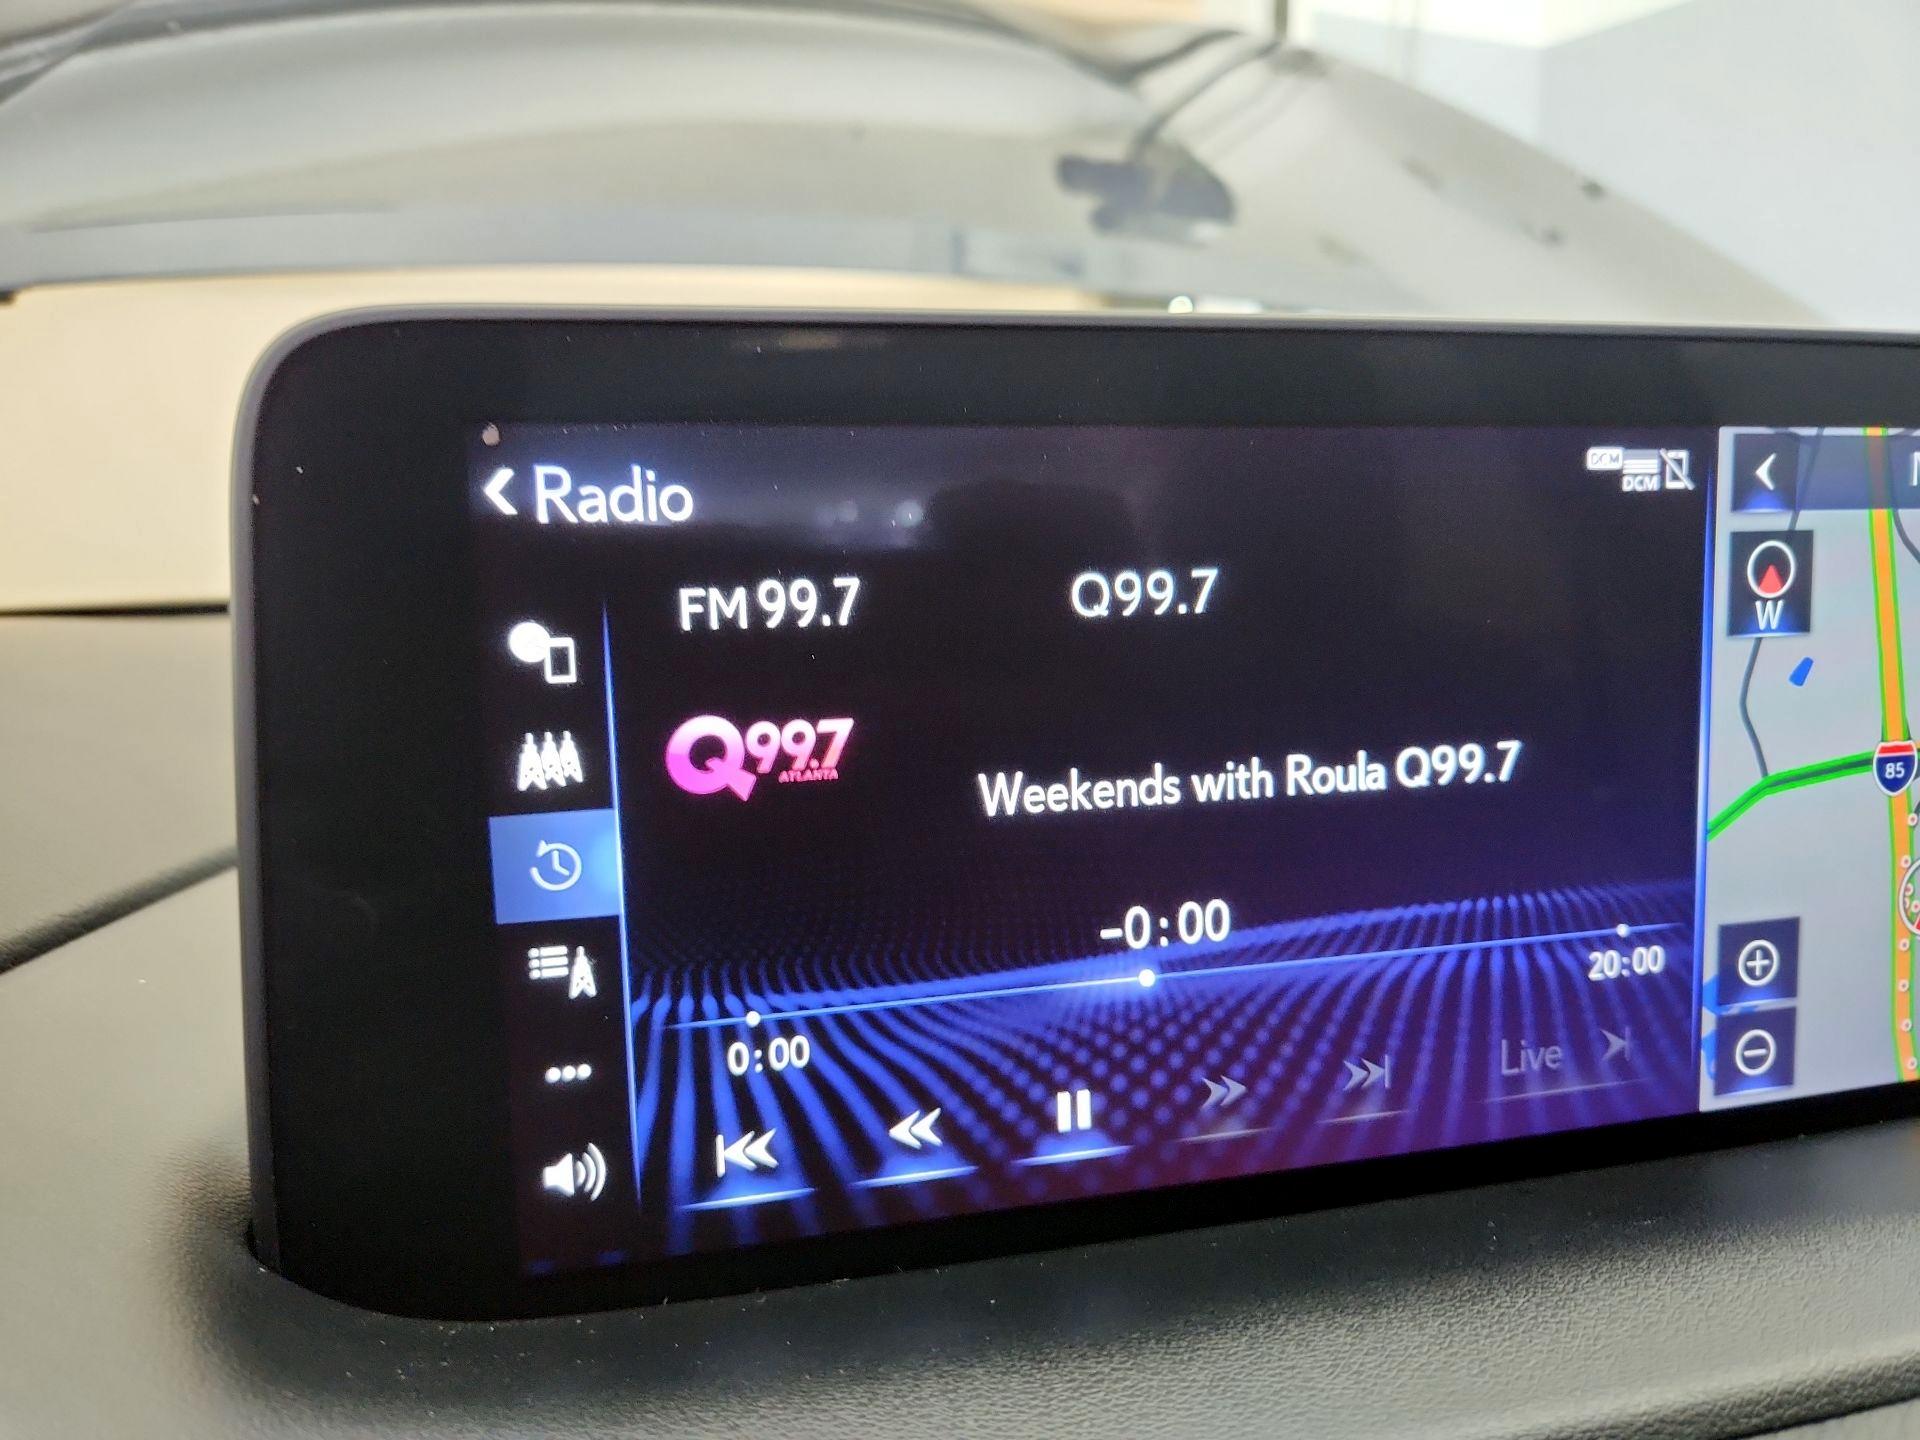 Radio
DCM
DCM
FM 99.7
Q99.7
W
Q99.7
ATLANTA
Weekends with Roula Q99.7
85
-0:00
20:00
0:00
Live